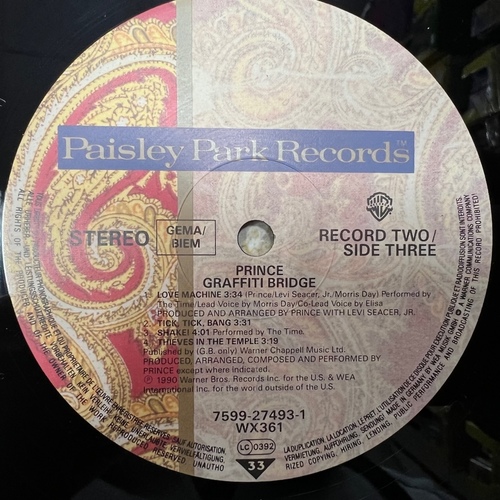 Paisley Park Records™
STEREO
GEMA/
BIEM
RECORD TWO/
SIDE THREE
PRINCE
GRAFFITI BRIDGE
1. LOVE MACHINE 3:34 (Prince/Levi Seacer, Jr./Morris Day) Performed by
The Time/Lead Voice by Morris Day/Co-Lead Voice by Elisa
PRODUCED AND ARRANGED BY PRINCE WITH LEVI SEACER, JR.
2. TICK, TICK, BANG 3:31
3. SHAKE! 4:01 Performed by The Time.
4. THIEVES IN THE TEMPLE 3:19
Published by (G.B. only) Warner Chappell Music Ltd.
PRODUCED, ARRANGED, COMPOSED AND PERFORMED BY
PRINCE except where indicated.
℗ 1990 Warner Bros. Records Inc. for the U.S. & WEA
International Inc. for the world outside of the U.S.
7599-27493-1
WX361
LC 0392
33